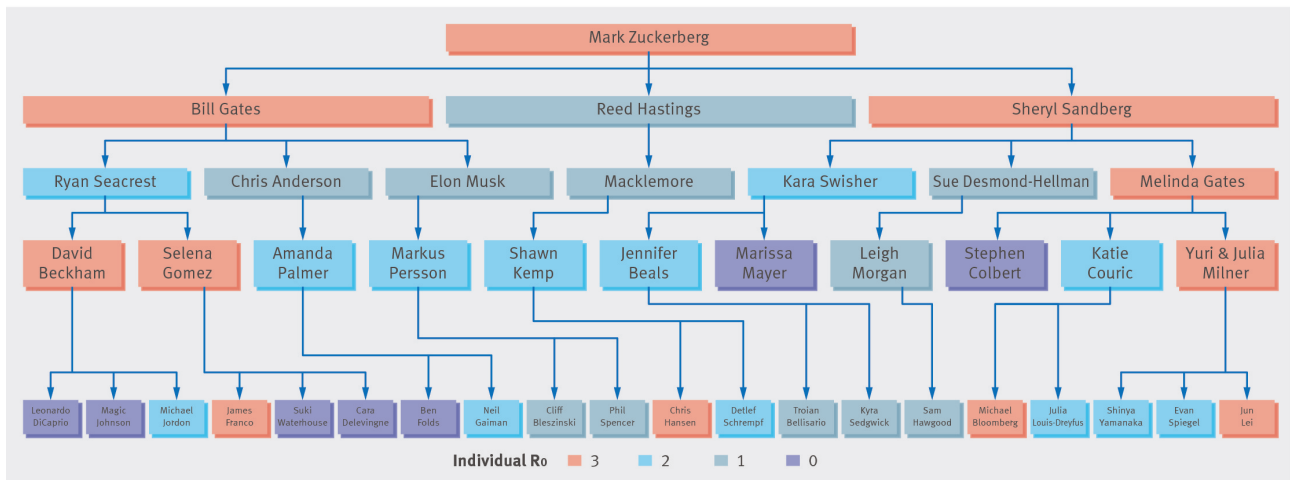 Mark Zuckerberg
Bill Gates
Reed Hastings
Sheryl Sandberg
Ryan Seacrest
Chris Anderson
Elon Musk
Macklemore
Kara Swisher
Sue Desmond-Hellman
Melinda Gates
David
Beckham
Selena
Gomez
Amanda
Palmer
Markus
Persson
Shawn
Kemp
Jennifer
Beals
Marissa
Mayer
Leigh
Morgan
Stephen
Colbert
Katie
Couric
Yuri & Julia
Milner
Leonardo
DiCaprio
Magic
Johnson
Michael
Jordon
James
Franco
Suki
Waterhouse
Cara
Delevingne
Ben
Folds
Neil
Gaiman
Cliff
Bleszinski
Phil
Spencer
Chris
Hansen
Detlef
Schrempf
Troian
Bellisario
Kyra
Sedgwick
Sam
Hawgood
Michael
Bloomberg
Julia
Louis-Dreyfus
Shinya
Yamanaka
Evan
Spiegel
Jun
Lei
Individual R0 3 2 1 0